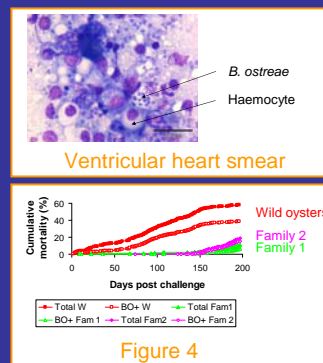 B. ostreae
Haemocyte
Ventricular heart smear
Cumulative mortality (%)
60
40
20
0
0 50 100 150 200
Days post challenge
Wild oysters
Family 2
Family 1
Total W BO+ W Total Fam1
BO+ Fam 1 Total Fam2 BO+ Fam 2
Figure 4